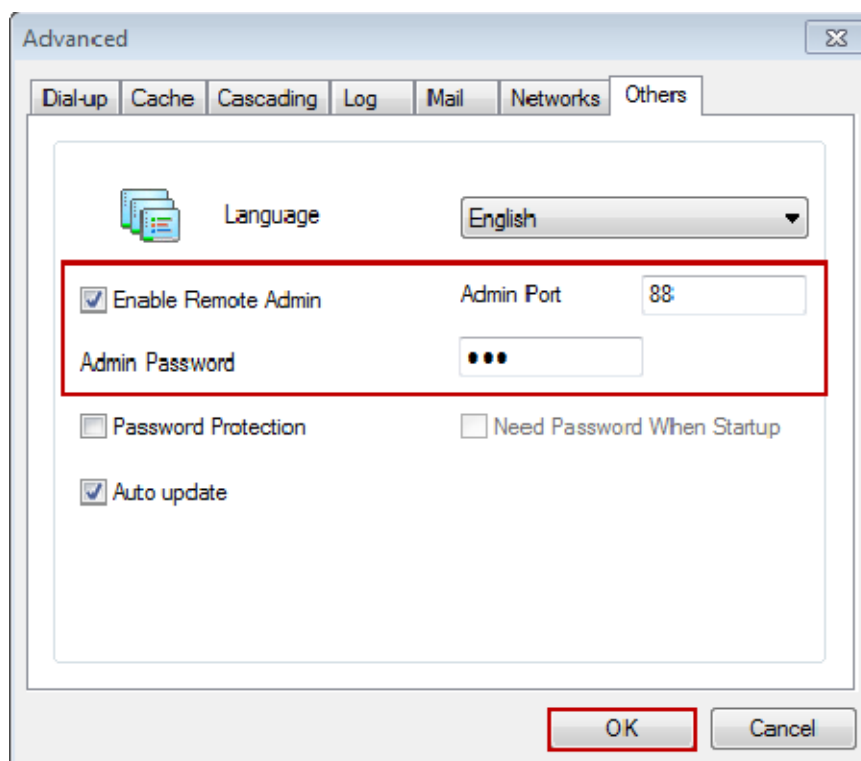 Advanced
Dial-up Cache Cascading Log Mail Networks Others
Language English
Enable Remote Admin Admin Port 88
Admin Password •••
Password Protection Need Password When Startup
Auto update
OK Cancel